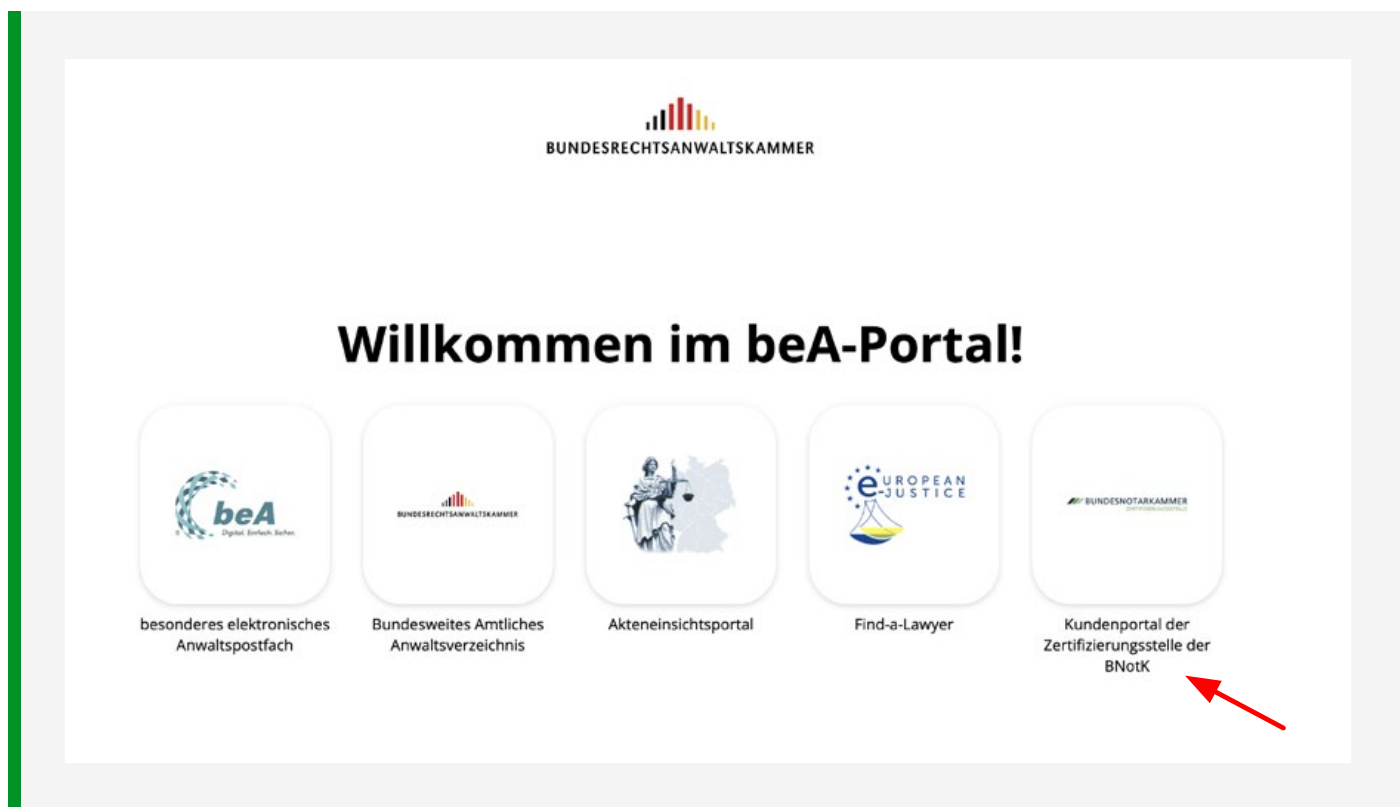 BUNDESRECHTSANWALTSKAMMER
Willkommen im beA-Portal!
beA
Digital. Einfach. Sicher.
BUNDESRECHTSANWALTSKAMMER
EUROPEAN
E-JUSTICE
BUNDESNOTARKAMMER
ZERTIFIZIERUNGSSTELLE
besonderes elektronisches
Anwaltspostfach
Bundesweites Amtliches
Anwaltsverzeichnis
Akteneinsichtsportal
Find-a-Lawyer
Kundenportal der
Zertifizierungsstelle der
BNotK